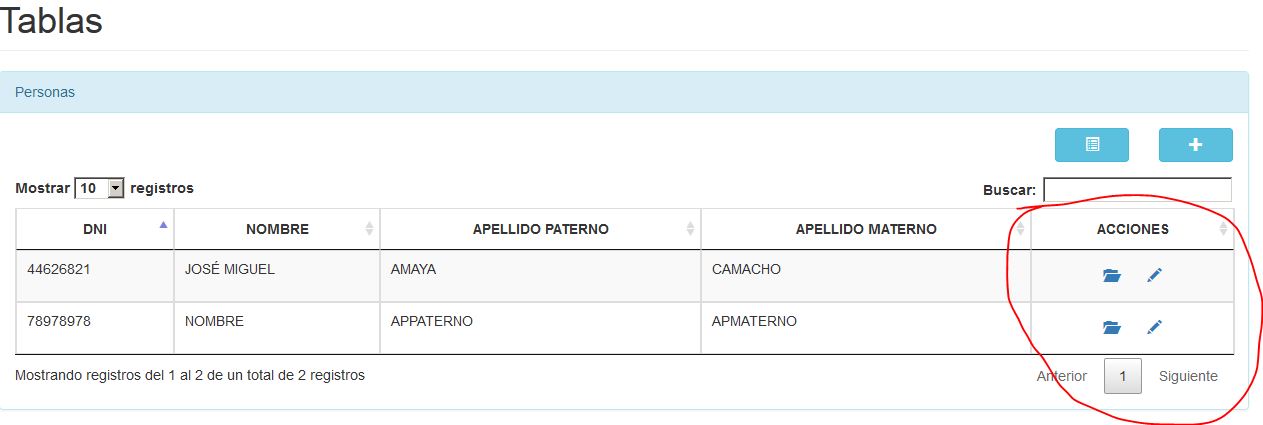 Tablas
Personas
Mostrar 10 registros
Buscar:
DNI NOMBRE APELLIDO PATERNO APELLIDO MATERNO ACCIONES
44626821 JOSÉ MIGUEL AMAYA CAMACHO
78978978 NOMBRE APPATERNO APMATERNO
Mostrando registros del 1 al 2 de un total de 2 registros
Anterior 1 Siguiente